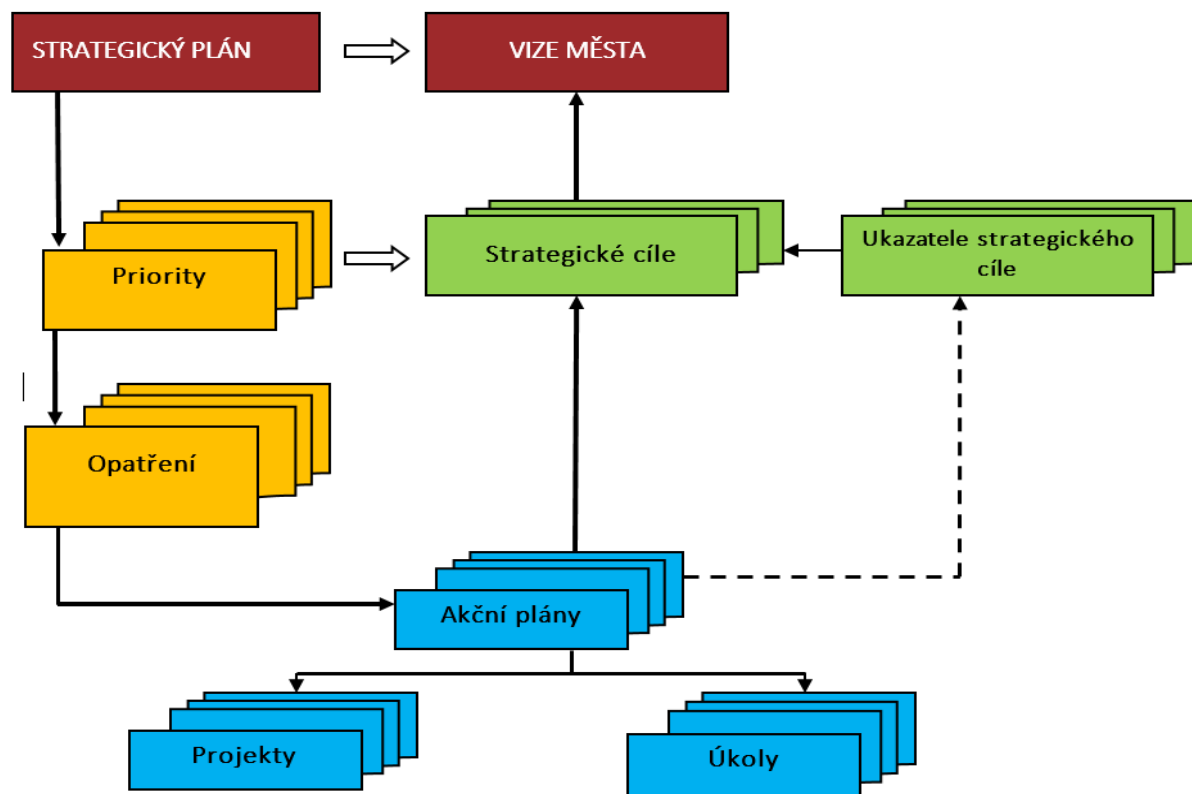 STRATEGICKÝ PLÁN
VIZE MĚSTA
Priority
Strategické cíle
Ukazatele strategického
cíle
Opatření
Akční plány
Projekty
Úkoly